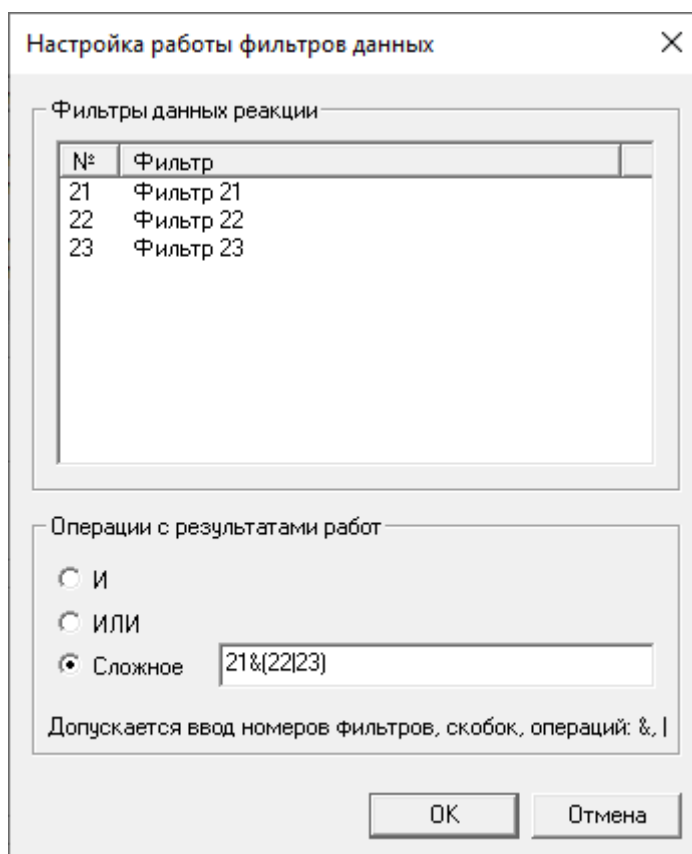 Настройка работы фильтров данных
Фильтры данных реакции
№ Фильтр
21 Фильтр 21
22 Фильтр 22
23 Фильтр 23
Операции с результатами работ
И
ИЛИ
Сложное 21&(22|23)
Допускается ввод номеров фильтров, скобок, операций: &, |
OK Отмена